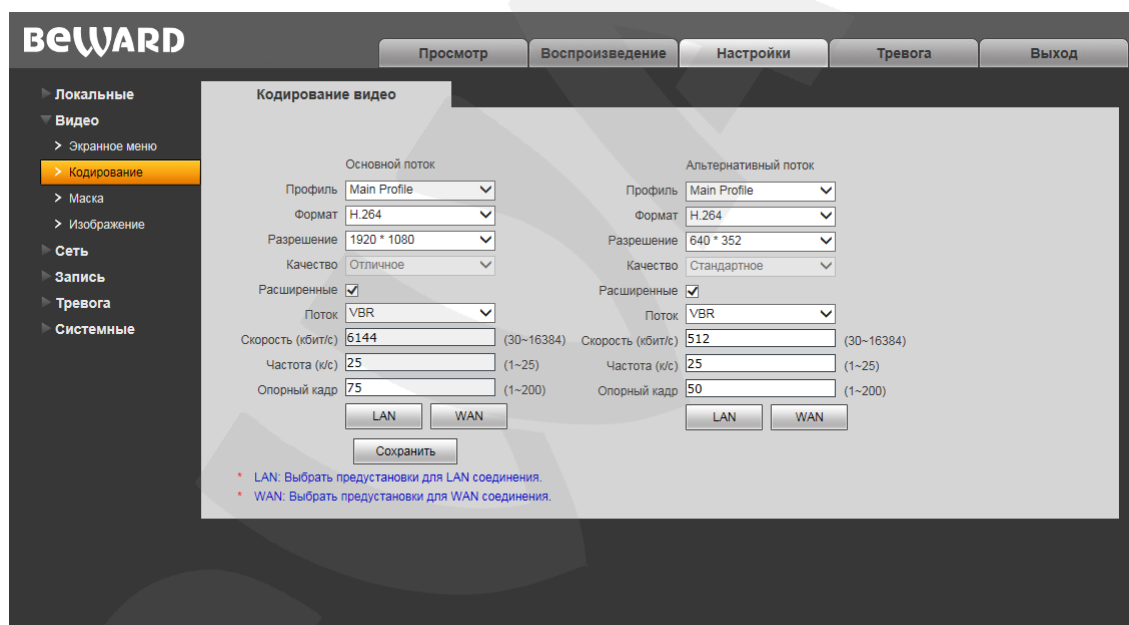 BEWARD
Просмотр Воспроизведение Настройки Тревога Выход
Локальные
Видео
> Экранное меню
> Кодирование
> Маска
> Изображение
Сеть
Запись
Тревога
Системные
Кодирование видео
Основной поток
Профиль Main Profile
Формат H.264
Разрешение 1920 * 1080
Качество Отличное
Расширенные
Поток VBR
Скорость (кбит/с) 6144 (30~16384)
Частота (к/с) 25 (1~25)
Опорный кадр 75 (1~200)
LAN WAN
Сохранить
Альтернативный поток
Профиль Main Profile
Формат H.264
Разрешение 640 * 352
Качество Стандартное
Расширенные
Поток VBR
Скорость (кбит/с) 512 (30~16384)
Частота (к/с) 25 (1~25)
Опорный кадр 50 (1~200)
LAN WAN
* LAN: Выбрать предустановки для LAN соединения.
* WAN: Выбрать предустановки для WAN соединения.